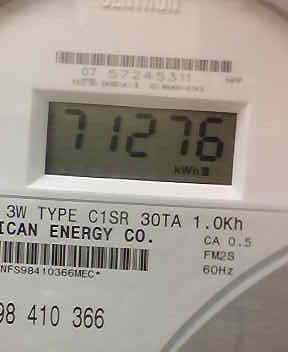 CENTRON
07 57245311
71276
kWh
3W TYPE C1SR 30TA 1.0Kh
ICAN ENERGY CO.
CA 0.5
FM2S
60Hz
NFS98410366MEC*
98 410 366